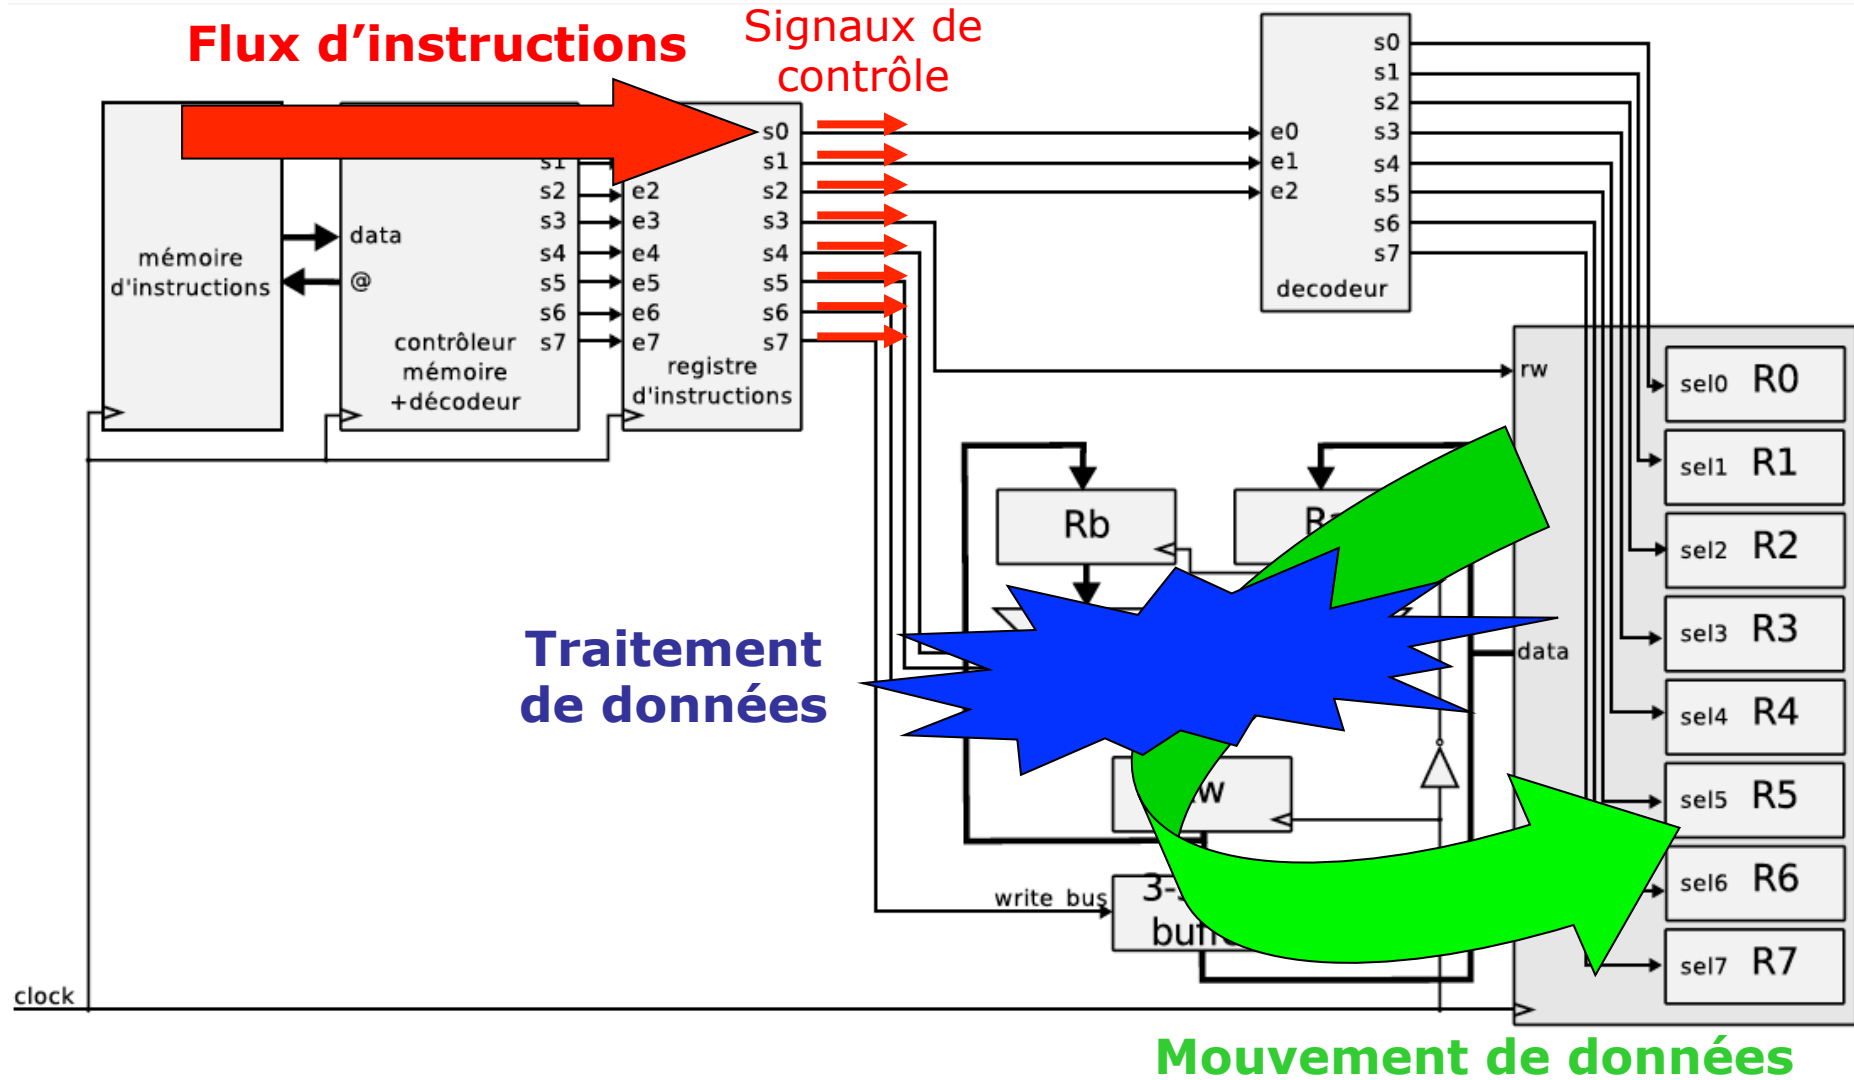 Flux d’instructions
Signaux de
contrôle
mémoire
d'instructions
data
@
s1
s2
s3
s4
s5
s6
s7
contrôleur
mémoire
+décodeur
e2
e3
e4
e5
e6
e7
s0
s1
s2
s3
s4
s5
s6
s7
registre
d'instructions
e0
e1
e2
s0
s1
s2
s3
s4
s5
s6
s7
decodeur
rw
data
sel0 R0
sel1 R1
sel2 R2
sel3 R3
sel4 R4
sel5 R5
sel6 R6
sel7 R7
Rb
Traitement
de données
write bus
clock
Mouvement de données